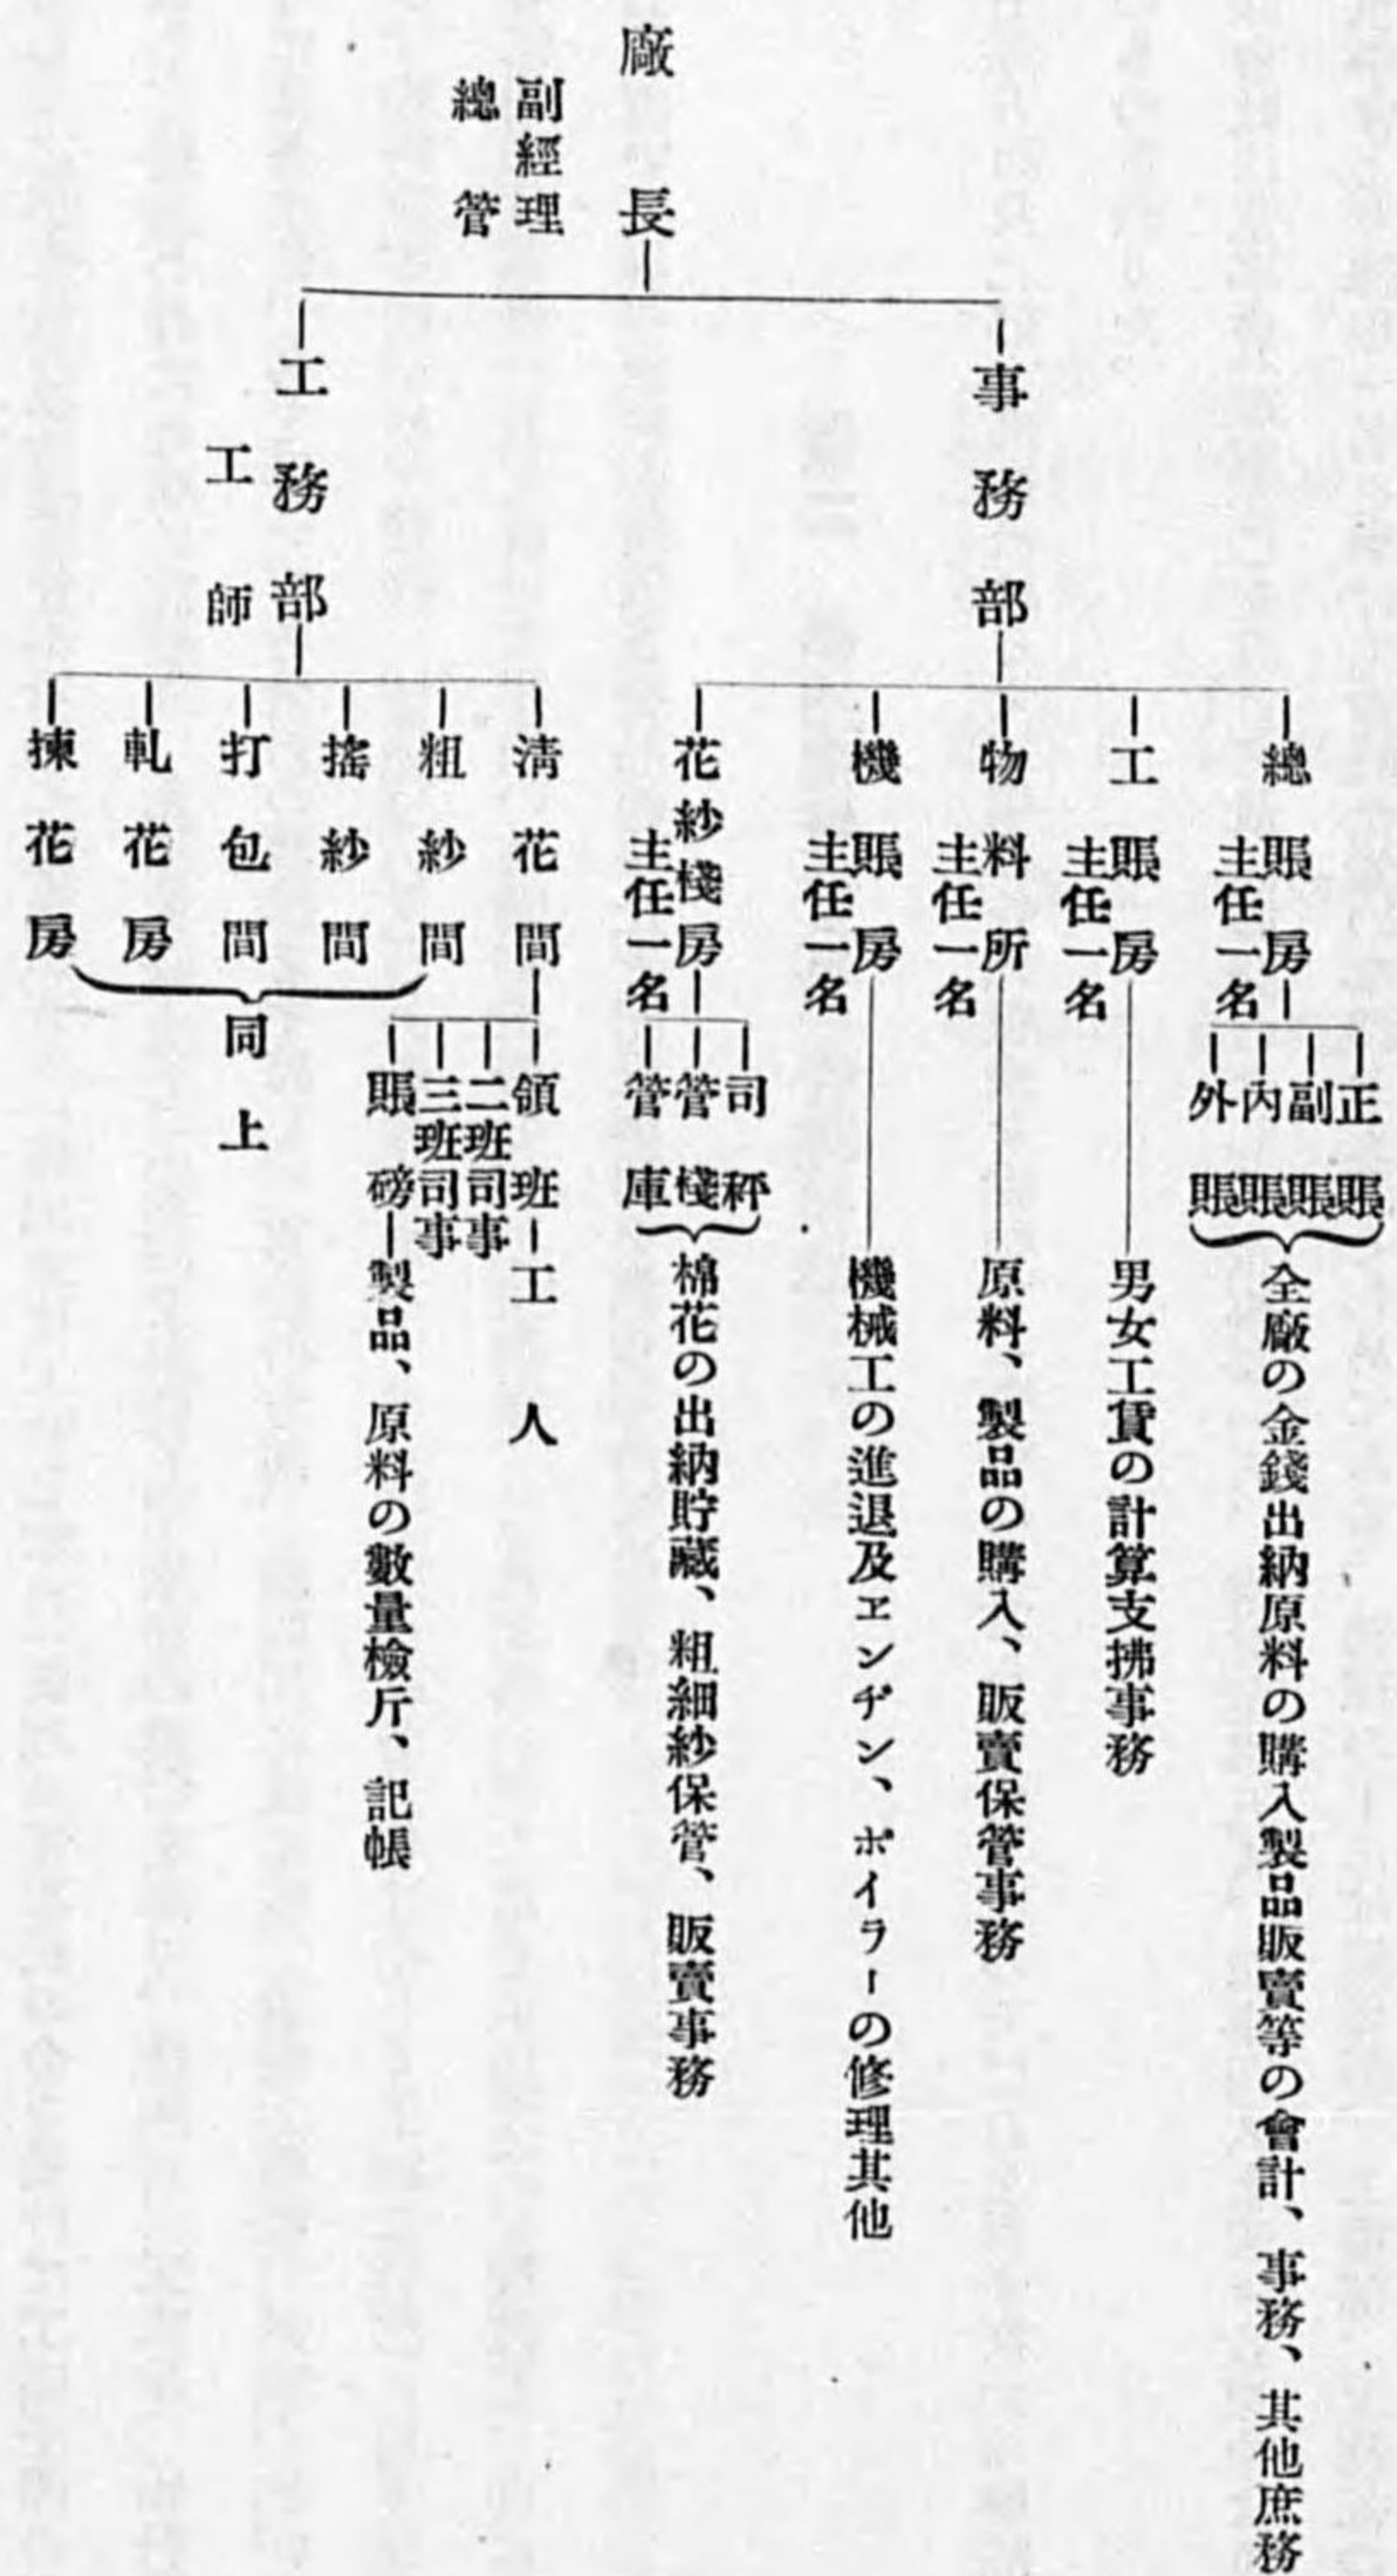 廠長
副經理
總管
事務部
總賬房
主任一名
正賬
副賬
內賬
外賬
全廠の金錢出納原料の購入製品販賣等の會計、事務、其他庶務
工賬房
主任一名
男女工賃の計算支拂事務
物料所
主任一名
原料、製品の購入、販賣保管事務
機賬房
主任一名
機械工の進退及ヱンヂン、ボイラーの修理其他
花紗棧房
主任一名
司秤
管棧
管庫
棉花の出納貯藏、粗細紗保管、販賣事務
工務部
工師
淸花間
領班
工人
二班司事
三班司事
賬磅
製品、原料の數量檢斤、記帳
粗紗間
搖紗間
打包間
軋花房
揀花房
同上